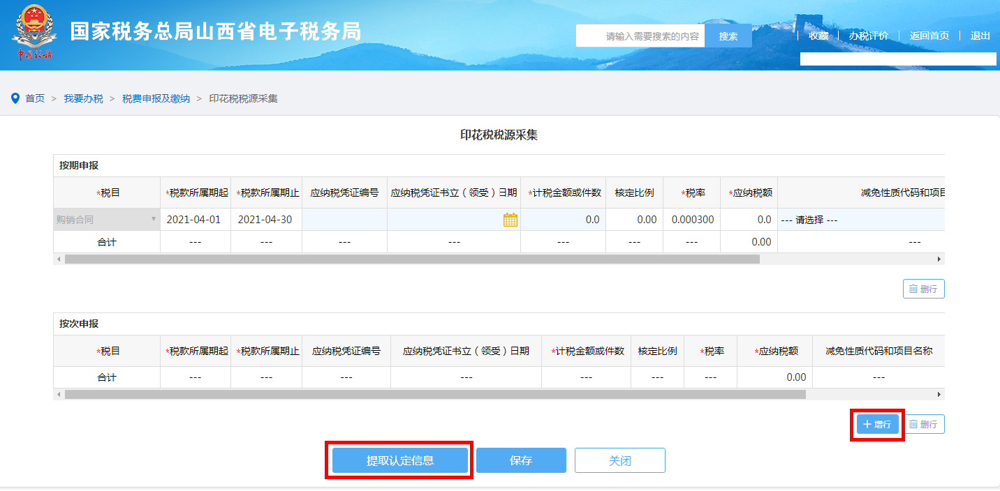 国家税务总局山西省电子税务局
中国税务
请输入需要搜索的内容 搜索
收藏 办税评价 返回首页 退出
首页 > 我要办税 > 税费申报及缴纳 > 印花税税源采集
印花税税源采集
按期申报
*税目 *税款所属期起 *税款所属期止 应纳税凭证编号 应纳税凭证书立（领受）日期 *计税金额或件数 核定比例 *税率 *应纳税额 减免性质代码和项目
购销合同 2021-04-01 2021-04-30 0.0 0.00 0.000300 0.0 --- 请选择 ---
合计 --- --- --- --- --- --- --- 0.00 ---
删行
按次申报
*税目 *税款所属期起 *税款所属期止 应纳税凭证编号 应纳税凭证书立（领受）日期 *计税金额或件数 核定比例 *税率 *应纳税额 减免性质代码和项目名称
合计 --- --- --- --- --- --- --- 0.00 ---
增行 删行
提取认定信息 保存 关闭